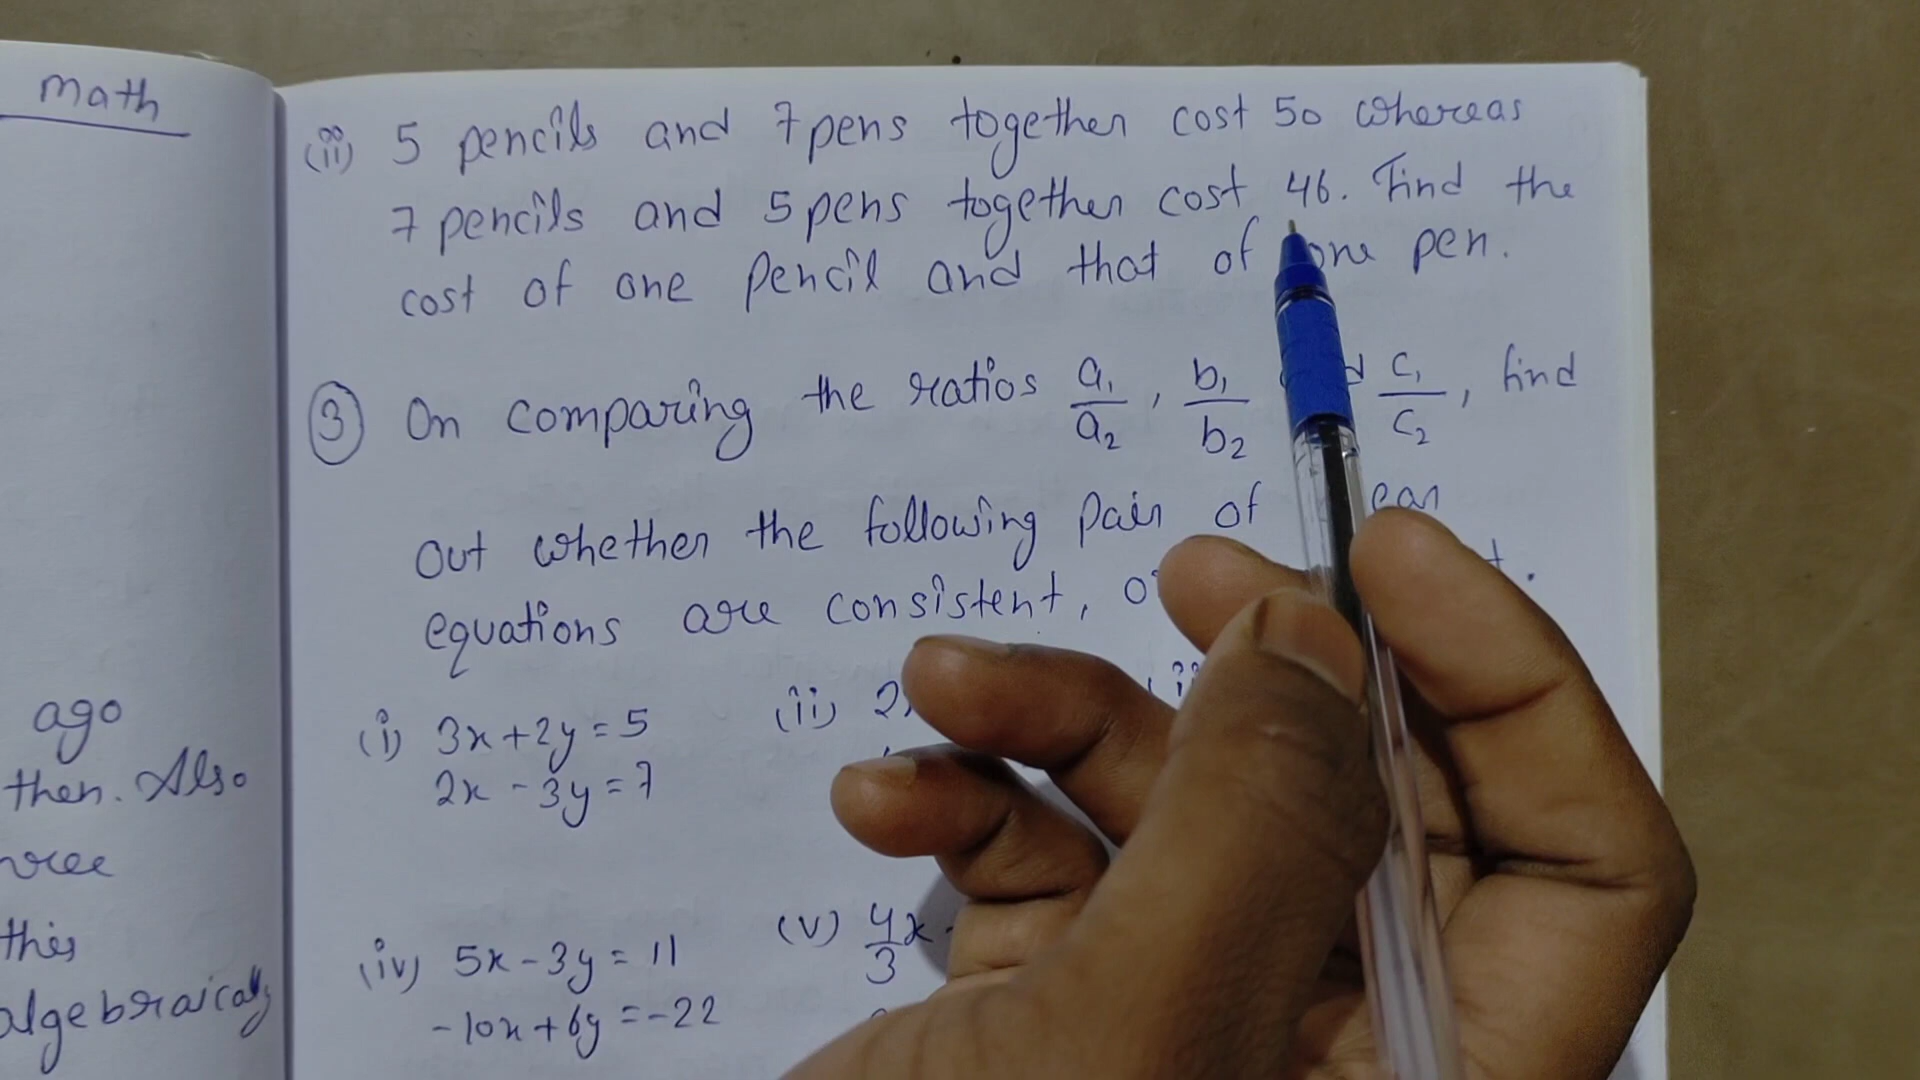 math
ago
then. Also
this
algebraically
(ii) 5 pencils and 7 pens together cost 50 whereas
7 pencils and 5 pens together cost 46. Find the
cost of one pencil and that of one pen.
3 On comparing the ratios a₁/a₂, b₁/b₂ c₁/c₂, find
out whether the following pair of
equations are consistent,
(i) 3x+2y=5
2x-3y=7
(ii) 2
(iv) 5x-3y=11
-10x+6y=-22
(v) 4/3x